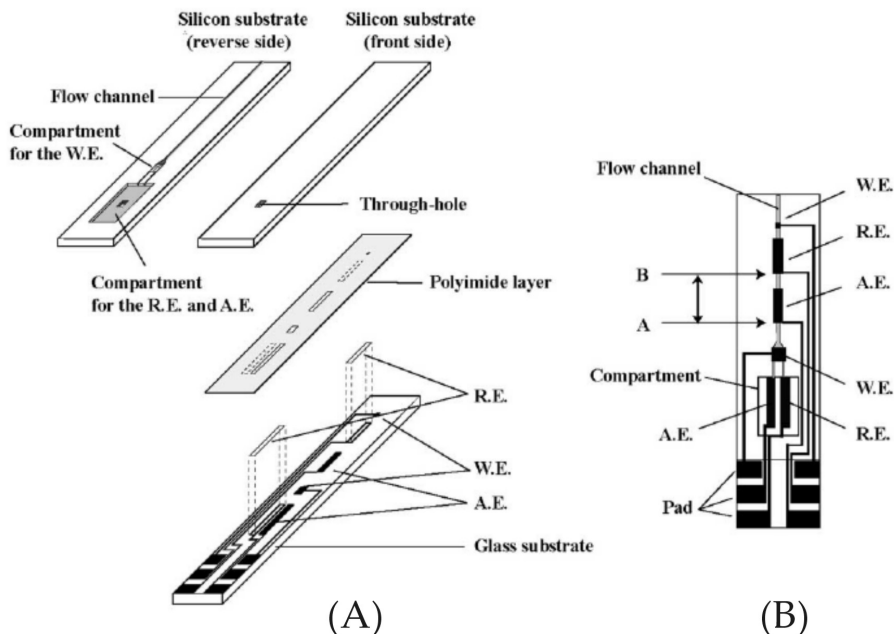 Silicon substrate
(reverse side)
Silicon substrate
(front side)
Flow channel
Compartment
for the W.E.
Through-hole
Compartment
for the R.E. and A.E.
Polyimide layer
R.E.
W.E.
A.E.
Glass substrate
(A)
Flow channel
W.E.
R.E.
B
A.E.
A
Compartment
W.E.
A.E.
R.E.
Pad
(B)